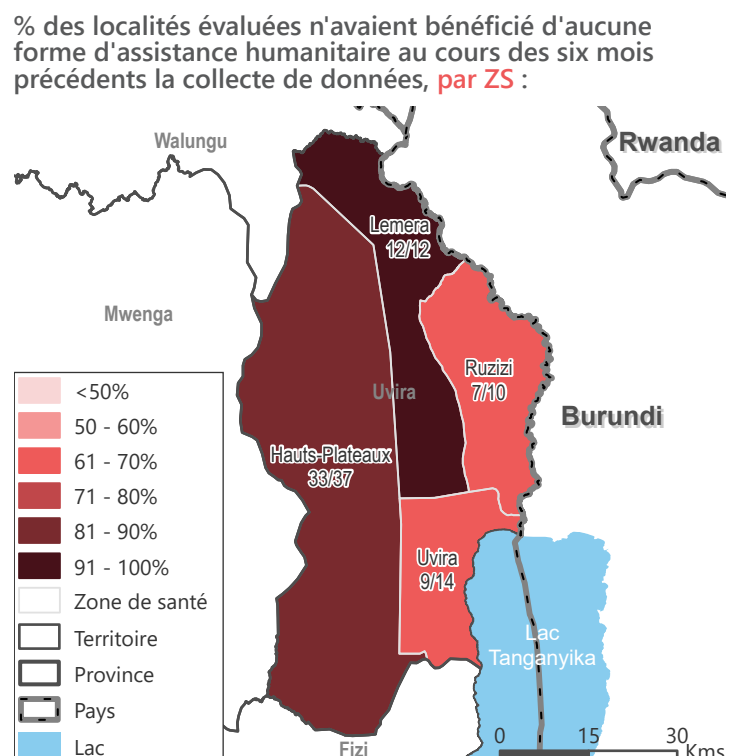 % des localités évaluées n'avaient bénéficié d'aucune
forme d'assistance humanitaire au cours des six mois
précédents la collecte de données, par ZS :
Walungu
Rwanda
Lemera
12/12
Mwenga
Ruzizi
7/10
Uvira
Burundi
Hauts-Plateaux
33/37
Uvira
9/14
Lac
Tanganyika
Fizi
<50%
50 - 60%
61 - 70%
71 - 80%
81 - 90%
91 - 100%
Zone de santé
Territoire
Province
Pays
Lac
0 15 30
Kms